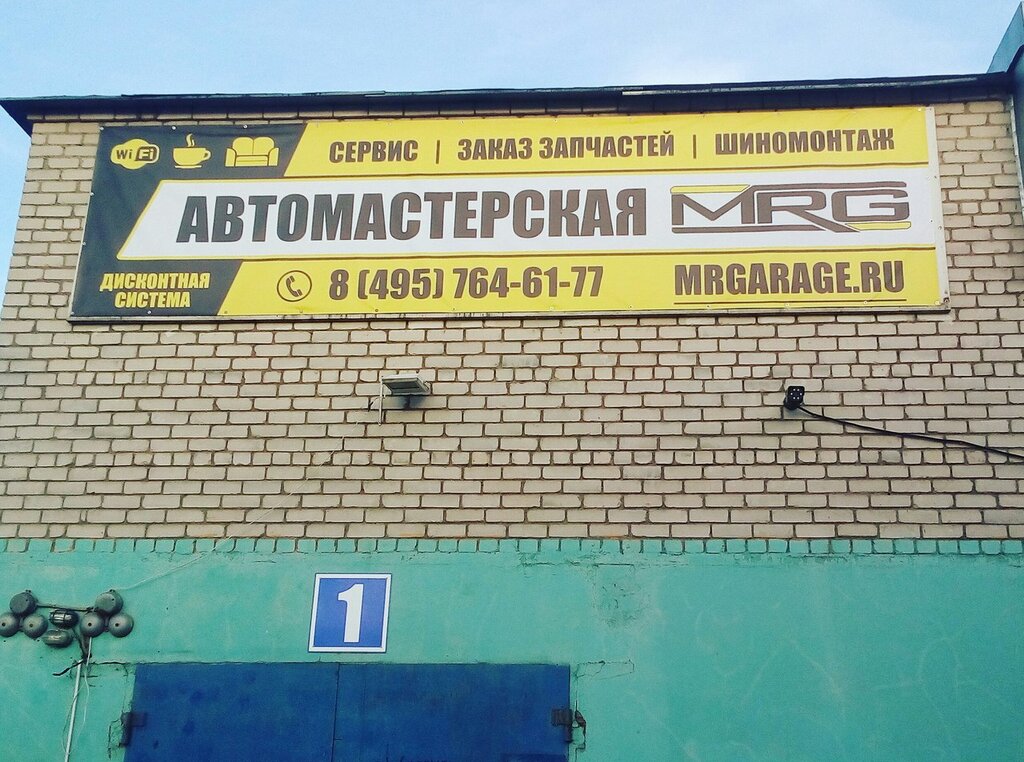 Wi Fi
СЕРВИС | ЗАКАЗ ЗАПЧАСТЕЙ | ШИНОМОНТАЖ
АВТОМАСТЕРСКАЯ MRG
ДИСКОНТНАЯ
СИСТЕМА
8 (495) 764-61-77
MRGARAGE.RU
1